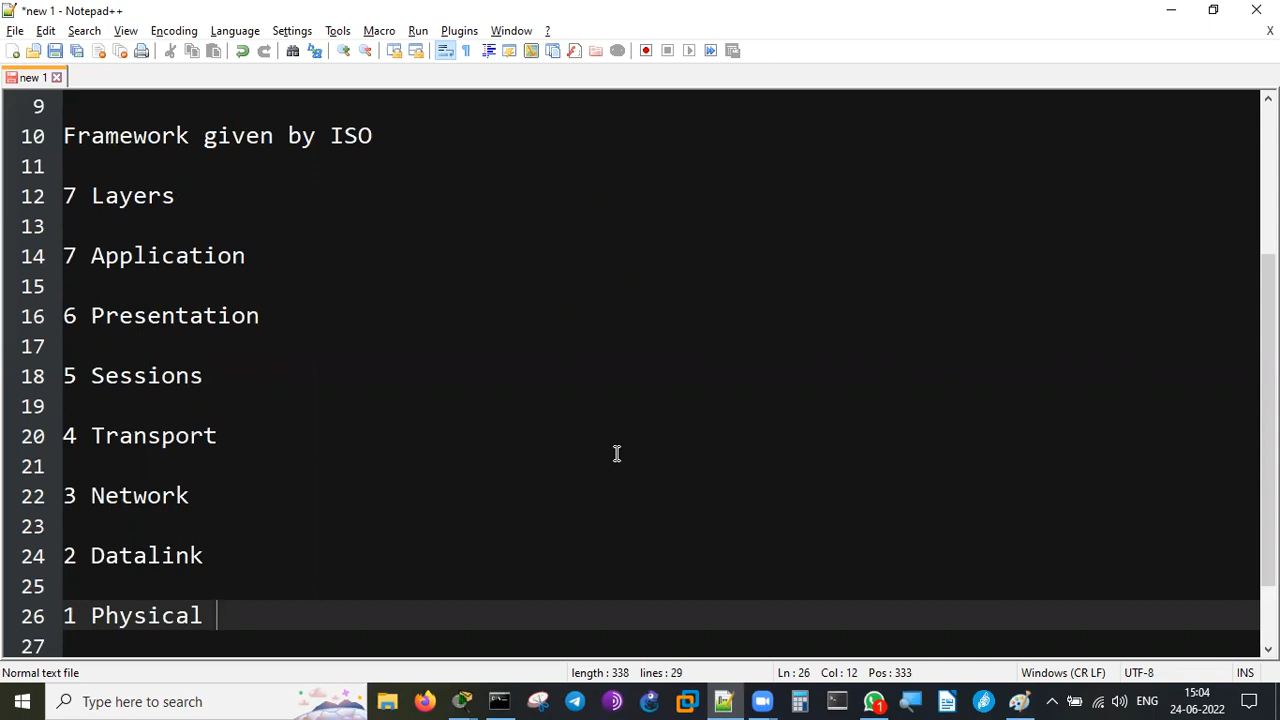 *new 1 - Notepad++
File Edit Search View Encoding Language Settings Tools Macro Run Plugins Window ? X
new 1
9
10 Framework given by ISO
11
12 7 Layers
13
14 7 Application
15
16 6 Presentation
17
18 5 Sessions
19
20 4 Transport
21
22 3 Network
23
24 2 Datalink
25
26 1 Physical
27
Normal text file length : 338 lines : 29 Ln : 26 Col : 12 Pos : 333 Windows (CR LF) UTF-8 INS
Type here to search 1 ENG 15:04
24-06-2022